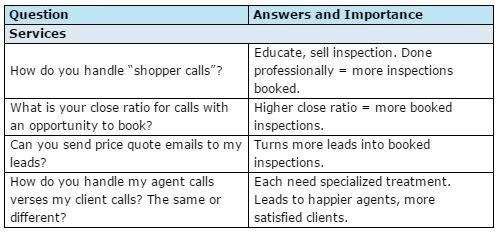 Question
Answers and Importance
Services
How do you handle “shopper calls”?
Educate, sell inspection. Done
professionally = more inspections
booked.
What is your close ratio for calls with
an opportunity to book?
Higher close ratio = more booked
inspections.
Can you send price quote emails to my
leads?
Turns more leads into booked
inspections.
How do you handle my agent calls
verses my client calls? The same or
different?
Each need specialized treatment.
Leads to happier agents, more
satisfied clients.